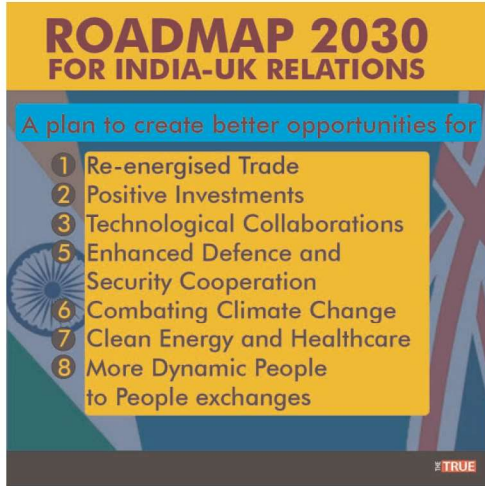 ROADMAP 2030
FOR INDIA-UK RELATIONS
A plan to create better opportunities for
1 Re-energised Trade
2 Positive Investments
3 Technological Collaborations
5 Enhanced Defence and
Security Cooperation
6 Combating Climate Change
7 Clean Energy and Healthcare
8 More Dynamic People
to People exchanges
THE TRUE